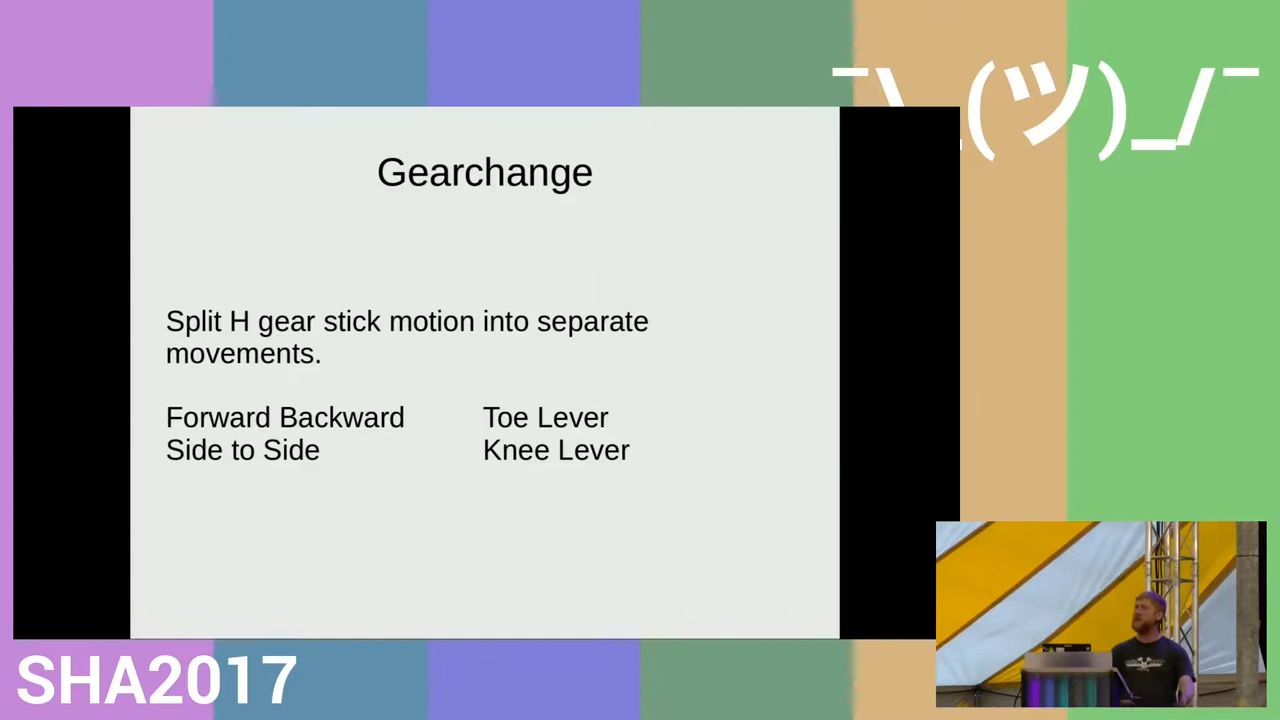 ¯\_(ツ)_/¯
Gearchange
Split H gear stick motion into separate
movements.
Forward Backward Toe Lever
Side to Side Knee Lever
SHA2017